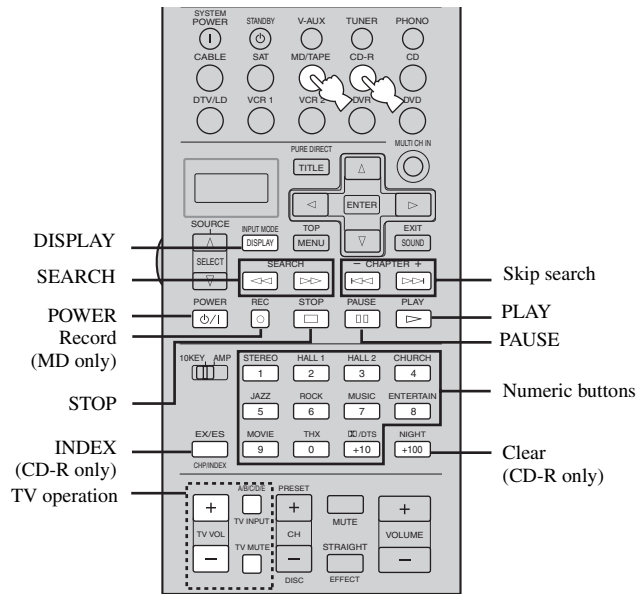 SYSTEM POWER STANDBY V-AUX TUNER PHONO
CABLE SAT MD/TAPE CD-R CD
DTV/LD VCR 1 VCR 2 DVR DVD
PURE DIRECT MULTI CH IN
TITLE
ENTER
SOURCE INPUT MODE TOP EXIT
DISPLAY DISPLAY MENU SOUND
SELECT SEARCH – CHAPTER +
SEARCH Skip search
POWER REC STOP PAUSE PLAY
POWER PLAY
Record
(MD only)
PAUSE
10KEY AMP STEREO HALL 1 HALL 2 CHURCH
1 2 3 4
JAZZ ROCK MUSIC ENTERTAIN
STOP 5 6 7 8 Numeric buttons
EX/ES MOVIE THX /DTS NIGHT
INDEX 9 0 +10 +100 Clear
(CD-R only) CHP/INDEX (CD-R only)
TV operation
A/B/C/D/E PRESET
+ TV INPUT + MUTE +
TV VOL CH VOLUME
– TV MUTE – STRAIGHT –
DISC EFFECT